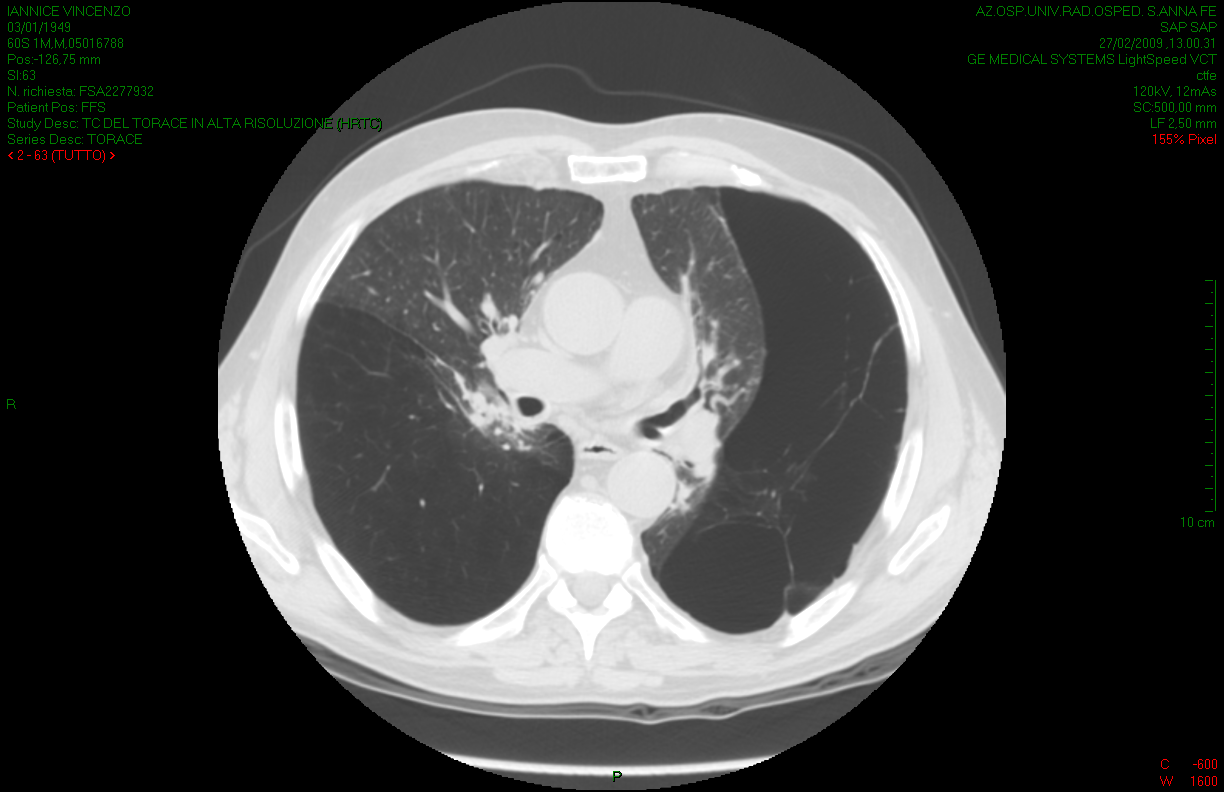 IANNICE VINCENZO
03/01/1949
60S 1M,M,05016788
Pos:-126,75 mm
SI:63
N. richiesta: FSA2277932
Patient Pos: FFS
Study Desc: TC DEL TORACE IN ALTA RISOLUZIONE (HRTC)
Series Desc: TORACE
< 2 - 63 (TUTTO) >
AZ.OSP.UNIV.RAD.OSPED. S.ANNA FE
SAP SAP
27/02/2009 ,13.00.31
GE MEDICAL SYSTEMS LightSpeed VCT
ctfe
120kV, 12mAs
SC:500,00 mm
LF 2,50 mm
155% Pixel
R
10 cm
P
C -600
W 1600